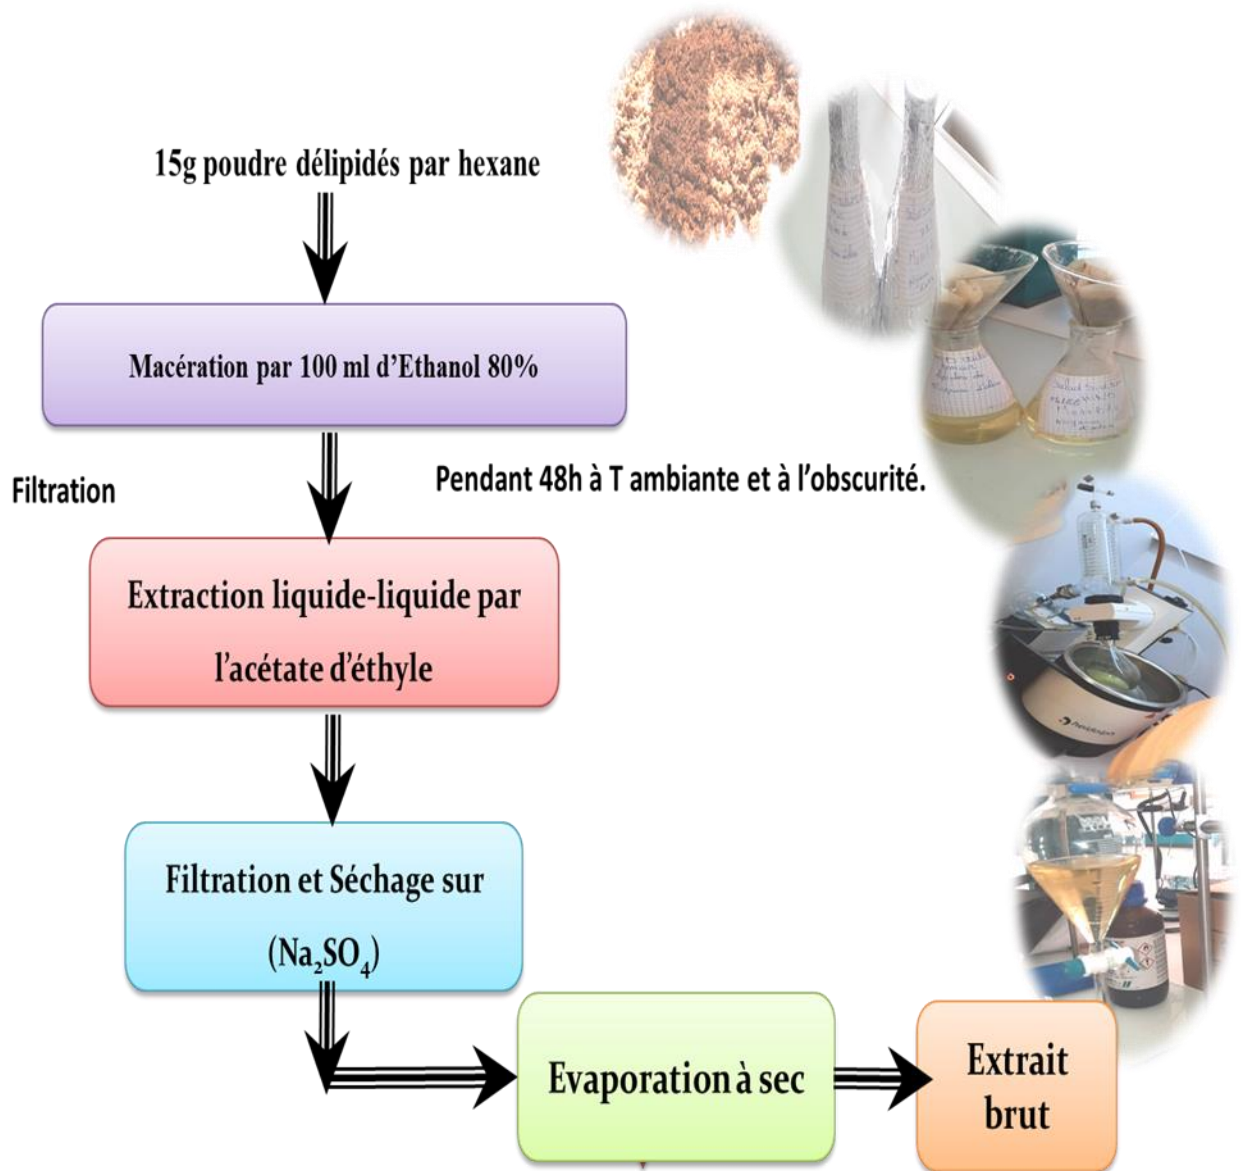 15g poudre délipidés par hexane
Macération par 100 ml d’Ethanol 80%
Filtration
Pendant 48h à T ambiante et à l’obscurité.
Extraction liquide-liquide par
l’acétate d’éthyle
Filtration et Séchage sur
(Na₂SO₄)
Evaporation à sec
Extrait
brut
heidolph